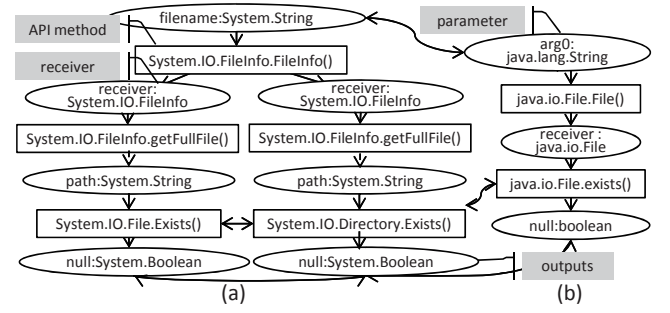 API method
filename:System.String
parameter
receiver
System.IO.FileInfo.FileInfo()
arg0:
java.lang.String
receiver:
System.IO.FileInfo
receiver:
System.IO.FileInfo
java.io.File.File()
System.IO.FileInfo.getFullFile()
System.IO.FileInfo.getFullFile()
receiver :
java.io.File
path:System.String
path:System.String
java.io.File.exists()
System.IO.File.Exists()
System.IO.Directory.Exists()
null:boolean
null:System.Boolean
null:System.Boolean
outputs
(a)
(b)